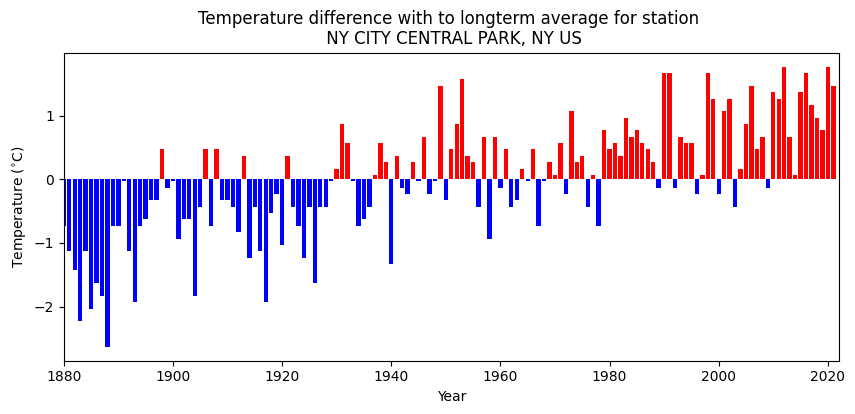 Temperature difference with to longterm average for station
NY CITY CENTRAL PARK, NY US
Temperature (°C)
1
0
−1
−2
1880 1900 1920 1940 1960 1980 2000 2020
Year